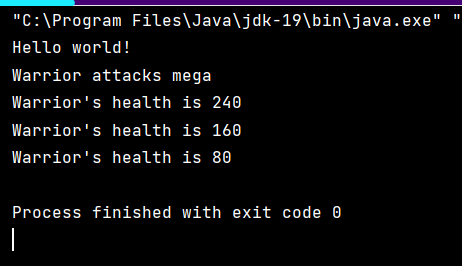 "C:\Program Files\Java\jdk-19\bin\java.exe" "
Hello world!
Warrior attacks mega
Warrior's health is 240
Warrior's health is 160
Warrior's health is 80
Process finished with exit code 0